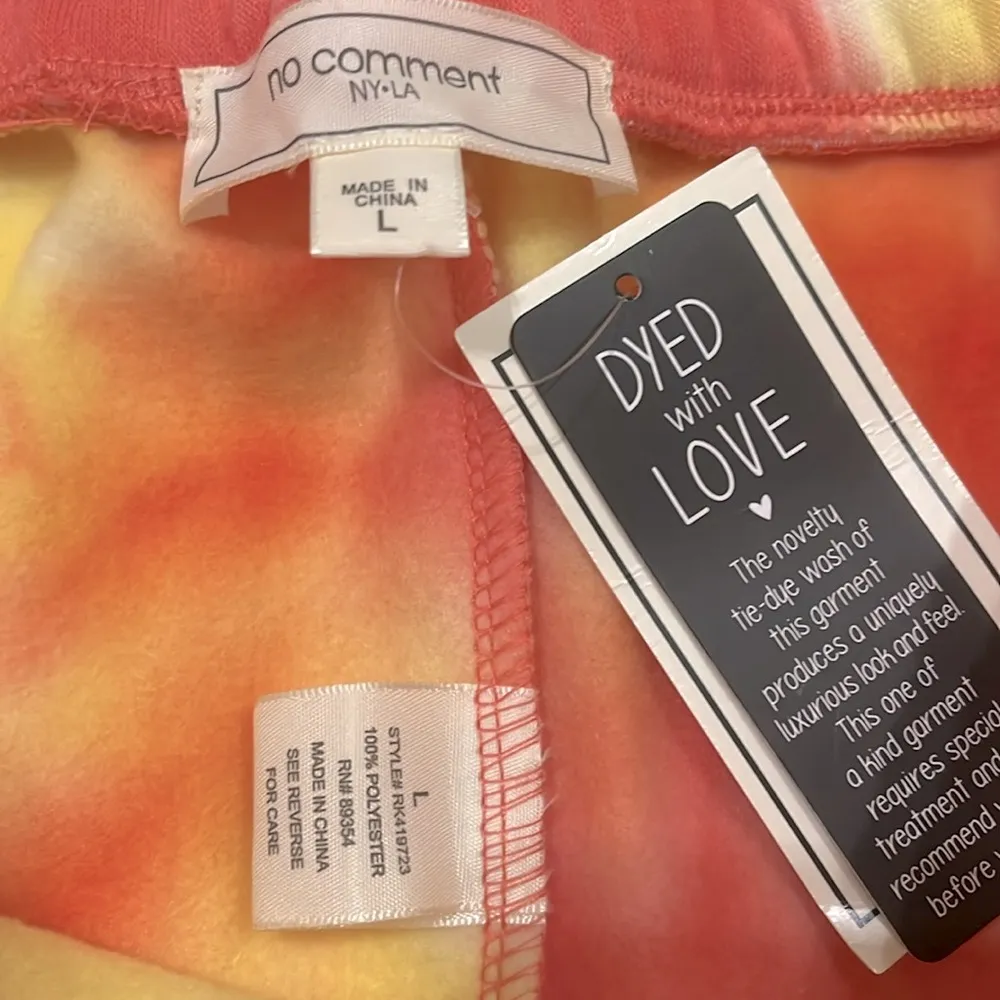 no comment
NY•LA
MADE IN
CHINA
L
DYED
with
LOVE
The novelty
tie-dye wash of
this garment
produces a uniquely
luxurious look and feel.
This one of
a kind garment
requires special
treatment and
recommend
before
L
STYLE# RK419723
100% POLYESTER
RN# 89354
MADE IN CHINA
SEE REVERSE
FOR CARE